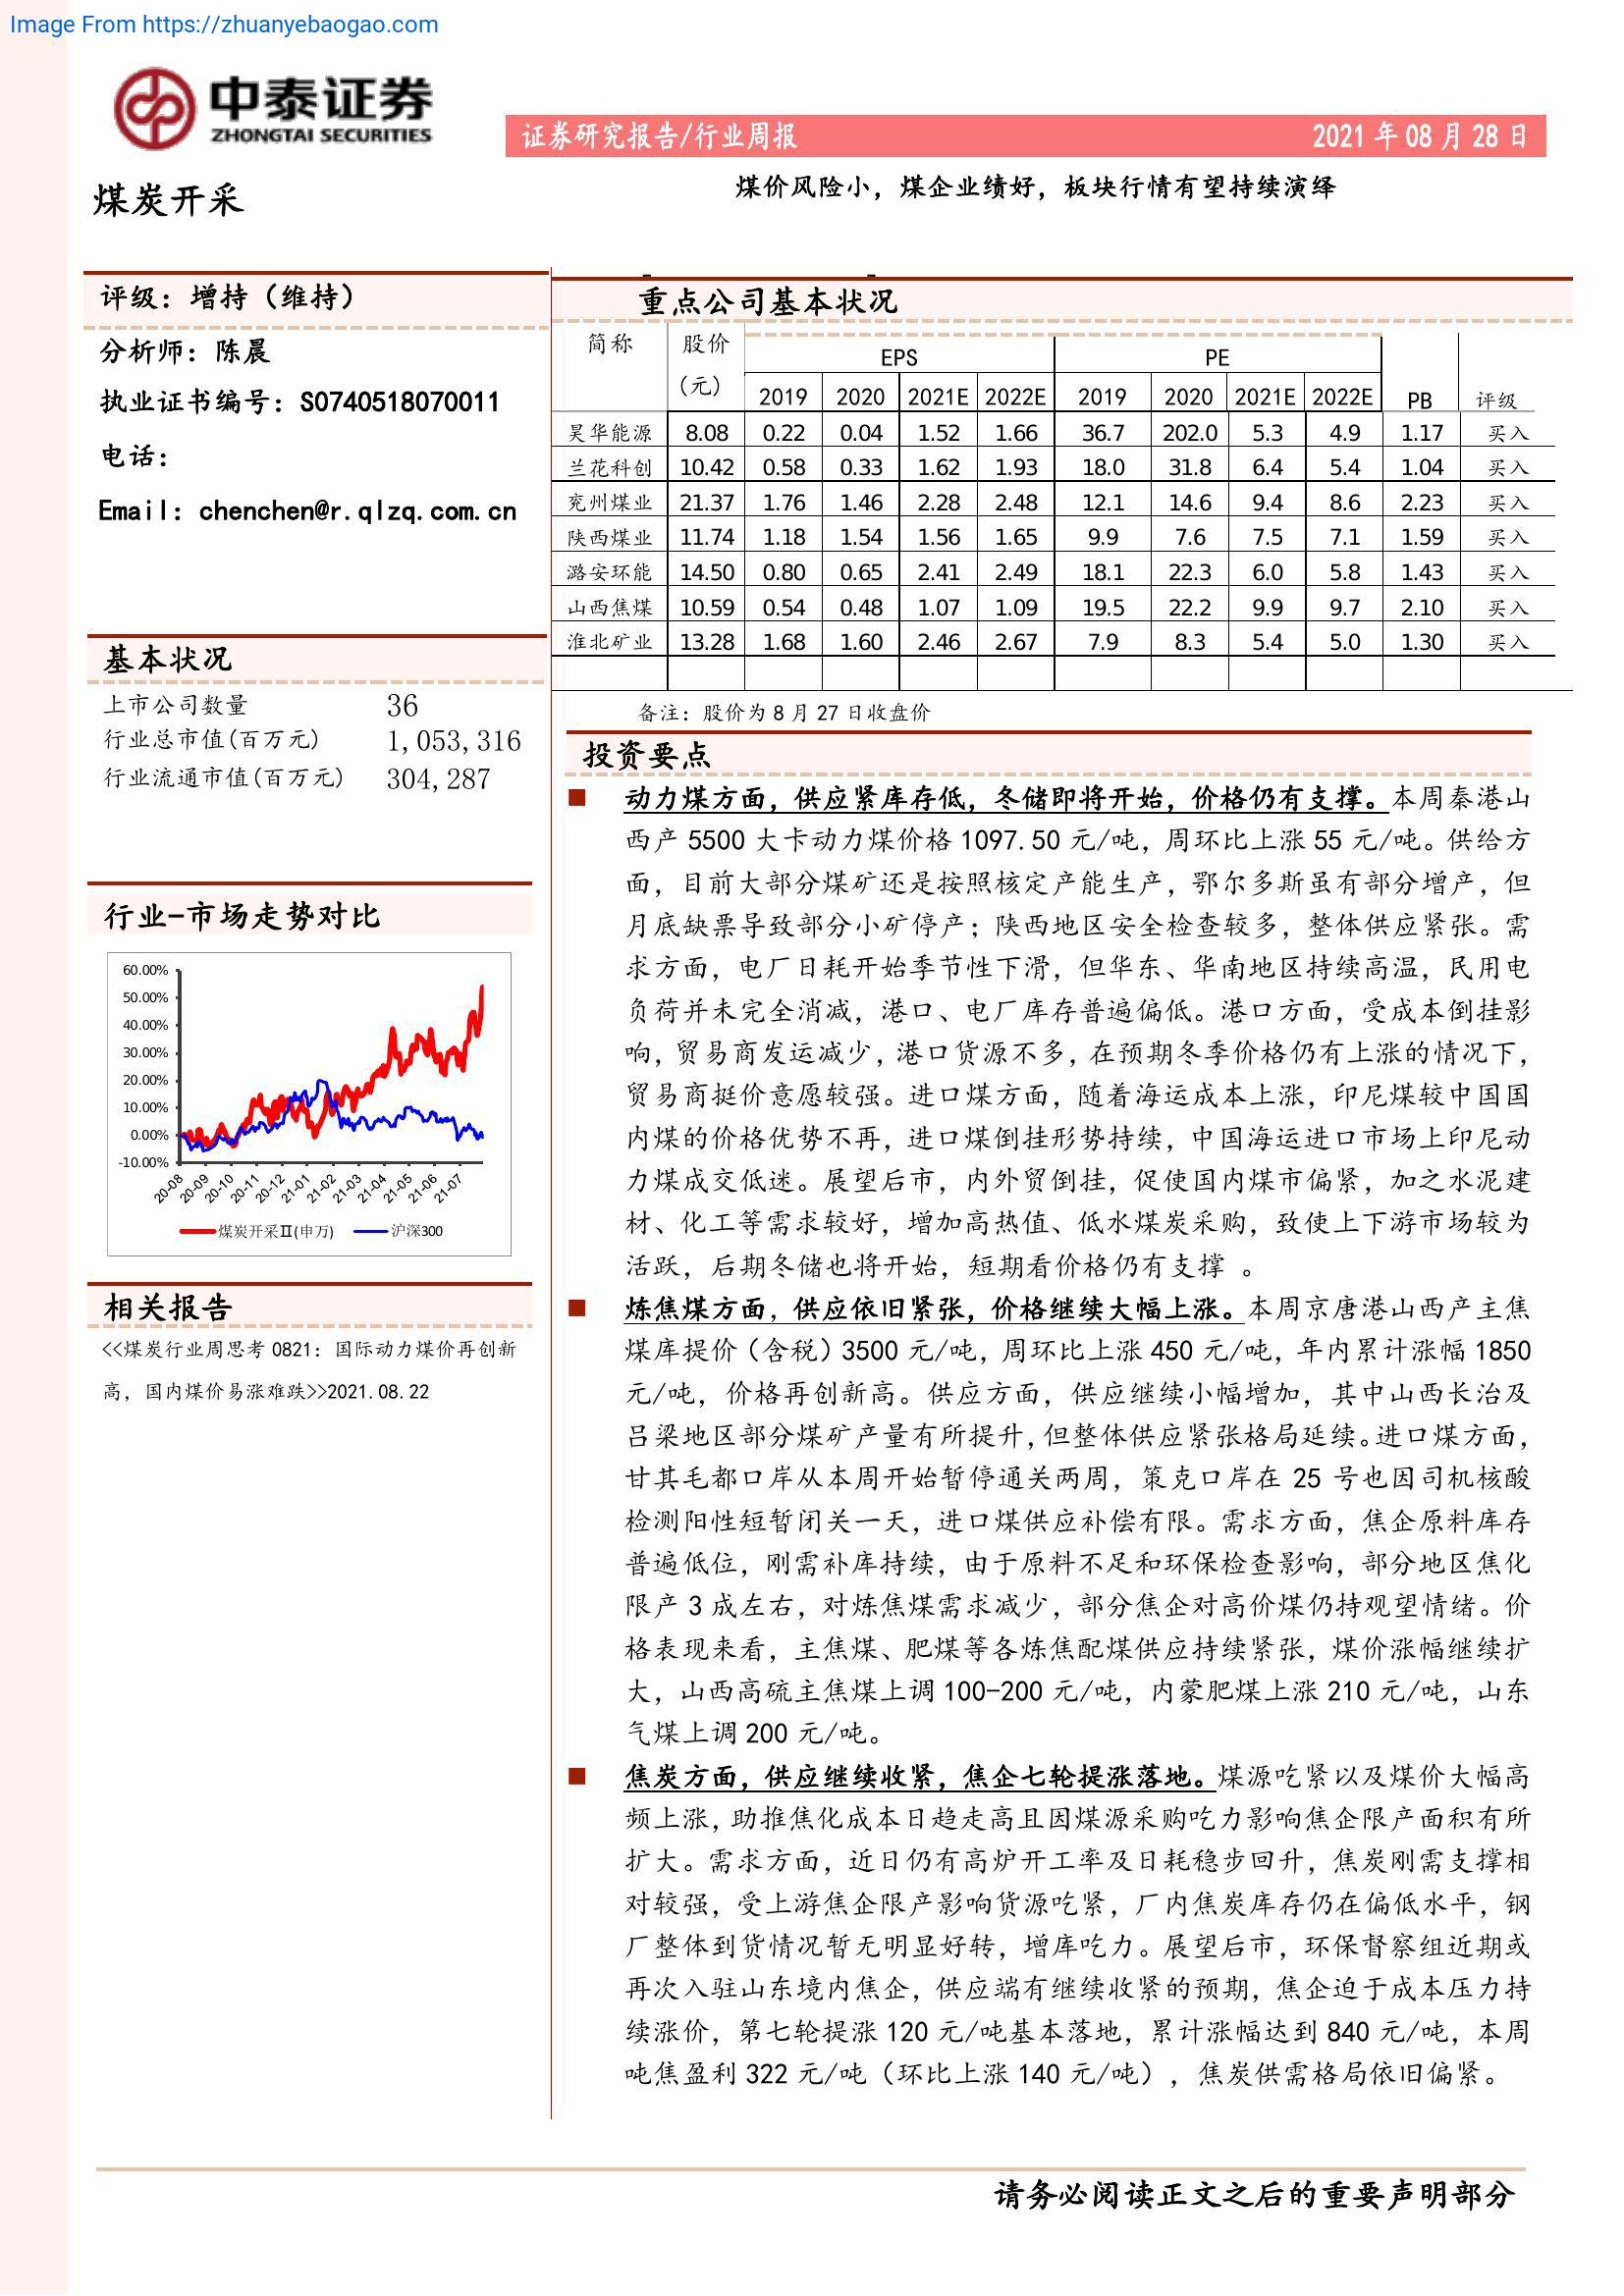 Image From https://zhuanyebaogao.com
中泰证券
ZHONGTAI SECURITIES
证券研究报告/行业周报 2021年08月28日
煤炭开采
煤价风险小，煤企业绩好，板块行情有望持续演绎
评级：增持（维持）
分析师：陈晨
执业证书编号：S0740518070011
电话：
Email：chenchen@r.qlzq.com.cn
基本状况
上市公司数量 36
行业总市值(百万元) 1,053,316
行业流通市值(百万元) 304,287
行业-市场走势对比
60.00%
50.00%
40.00%
30.00%
20.00%
10.00%
0.00%
-10.00%
20-08 20-09 20-10 20-11 20-12 21-01 21-02 21-03 21-04 21-05 21-06 21-07
煤炭开采Ⅱ(申万) 沪深300
相关报告
<<煤炭行业周思考0821：国际动力煤价再创新
高，国内煤价易涨难跌>>2021.08.22
重点公司基本状况
简称 股价 EPS PE
(元) 2019 2020 2021E 2022E 2019 2020 2021E 2022E PB 评级
昊华能源 8.08 0.22 0.04 1.52 1.66 36.7 202.0 5.3 4.9 1.17 买入
兰花科创 10.42 0.58 0.33 1.62 1.93 18.0 31.8 6.4 5.4 1.04 买入
兖州煤业 21.37 1.76 1.46 2.28 2.48 12.1 14.6 9.4 8.6 2.23 买入
陕西煤业 11.74 1.18 1.54 1.56 1.65 9.9 7.6 7.5 7.1 1.59 买入
潞安环能 14.50 0.80 0.65 2.41 2.49 18.1 22.3 6.0 5.8 1.43 买入
山西焦煤 10.59 0.54 0.48 1.07 1.09 19.5 22.2 9.9 9.7 2.10 买入
淮北矿业 13.28 1.68 1.60 2.46 2.67 7.9 8.3 5.4 5.0 1.30 买入
备注：股价为8月27日收盘价
投资要点
■ 动力煤方面，供应紧库存低，冬储即将开始，价格仍有支撑。本周秦港山
西产5500大卡动力煤价格1097.50元/吨，周环比上涨55元/吨。供给方
面，目前大部分煤矿还是按照核定产能生产，鄂尔多斯虽有部分增产，但
月底缺票导致部分小矿停产；陕西地区安全检查较多，整体供应紧张。需
求方面，电厂日耗开始季节性下滑，但华东、华南地区持续高温，民用电
负荷并未完全消减，港口、电厂库存普遍偏低。港口方面，受成本倒挂影
响，贸易商发运减少，港口货源不多，在预期冬季价格仍有上涨的情况下，
贸易商挺价意愿较强。进口煤方面，随着海运成本上涨，印尼煤较中国国
内煤的价格优势不再，进口煤倒挂形势持续，中国海运进口市场上印尼动
力煤成交低迷。展望后市，内外贸倒挂，促使国内煤市偏紧，加之水泥建
材、化工等需求较好，增加高热值、低水煤炭采购，致使上下游市场较为
活跃，后期冬储也将开始，短期看价格仍有支撑 。
■ 炼焦煤方面，供应依旧紧张，价格继续大幅上涨。本周京唐港山西产主焦
煤库提价（含税）3500元/吨，周环比上涨450元/吨，年内累计涨幅1850
元/吨，价格再创新高。供应方面，供应继续小幅增加，其中山西长治及
吕梁地区部分煤矿产量有所提升，但整体供应紧张格局延续。进口煤方面，
甘其毛都口岸从本周开始暂停通关两周，策克口岸在25号也因司机核酸
检测阳性短暂闭关一天，进口煤供应补偿有限。需求方面，焦企原料库存
普遍低位，刚需补库持续，由于原料不足和环保检查影响，部分地区焦化
限产3成左右，对炼焦煤需求减少，部分焦企对高价煤仍持观望情绪。价
格表现来看，主焦煤、肥煤等各炼焦配煤供应持续紧张，煤价涨幅继续扩
大，山西高硫主焦煤上调100-200元/吨，内蒙肥煤上涨210元/吨，山东
气煤上调200元/吨。
■ 焦炭方面，供应继续收紧，焦企七轮提涨落地。煤源吃紧以及煤价大幅高
频上涨，助推焦化成本日趋走高且因煤源采购吃力影响焦企限产面积有所
扩大。需求方面，近日仍有高炉开工率及日耗稳步回升，焦炭刚需支撑相
对较强，受上游焦企限产影响货源吃紧，厂内焦炭库存仍在偏低水平，钢
厂整体到货情况暂无明显好转，增库吃力。展望后市，环保督察组近期或
再次入驻山东境内焦企，供应端有继续收紧的预期，焦企迫于成本压力持
续涨价，第七轮提涨120元/吨基本落地，累计涨幅达到840元/吨，本周
吨焦盈利322元/吨（环比上涨140元/吨），焦炭供需格局依旧偏紧。
请务必阅读正文之后的重要声明部分